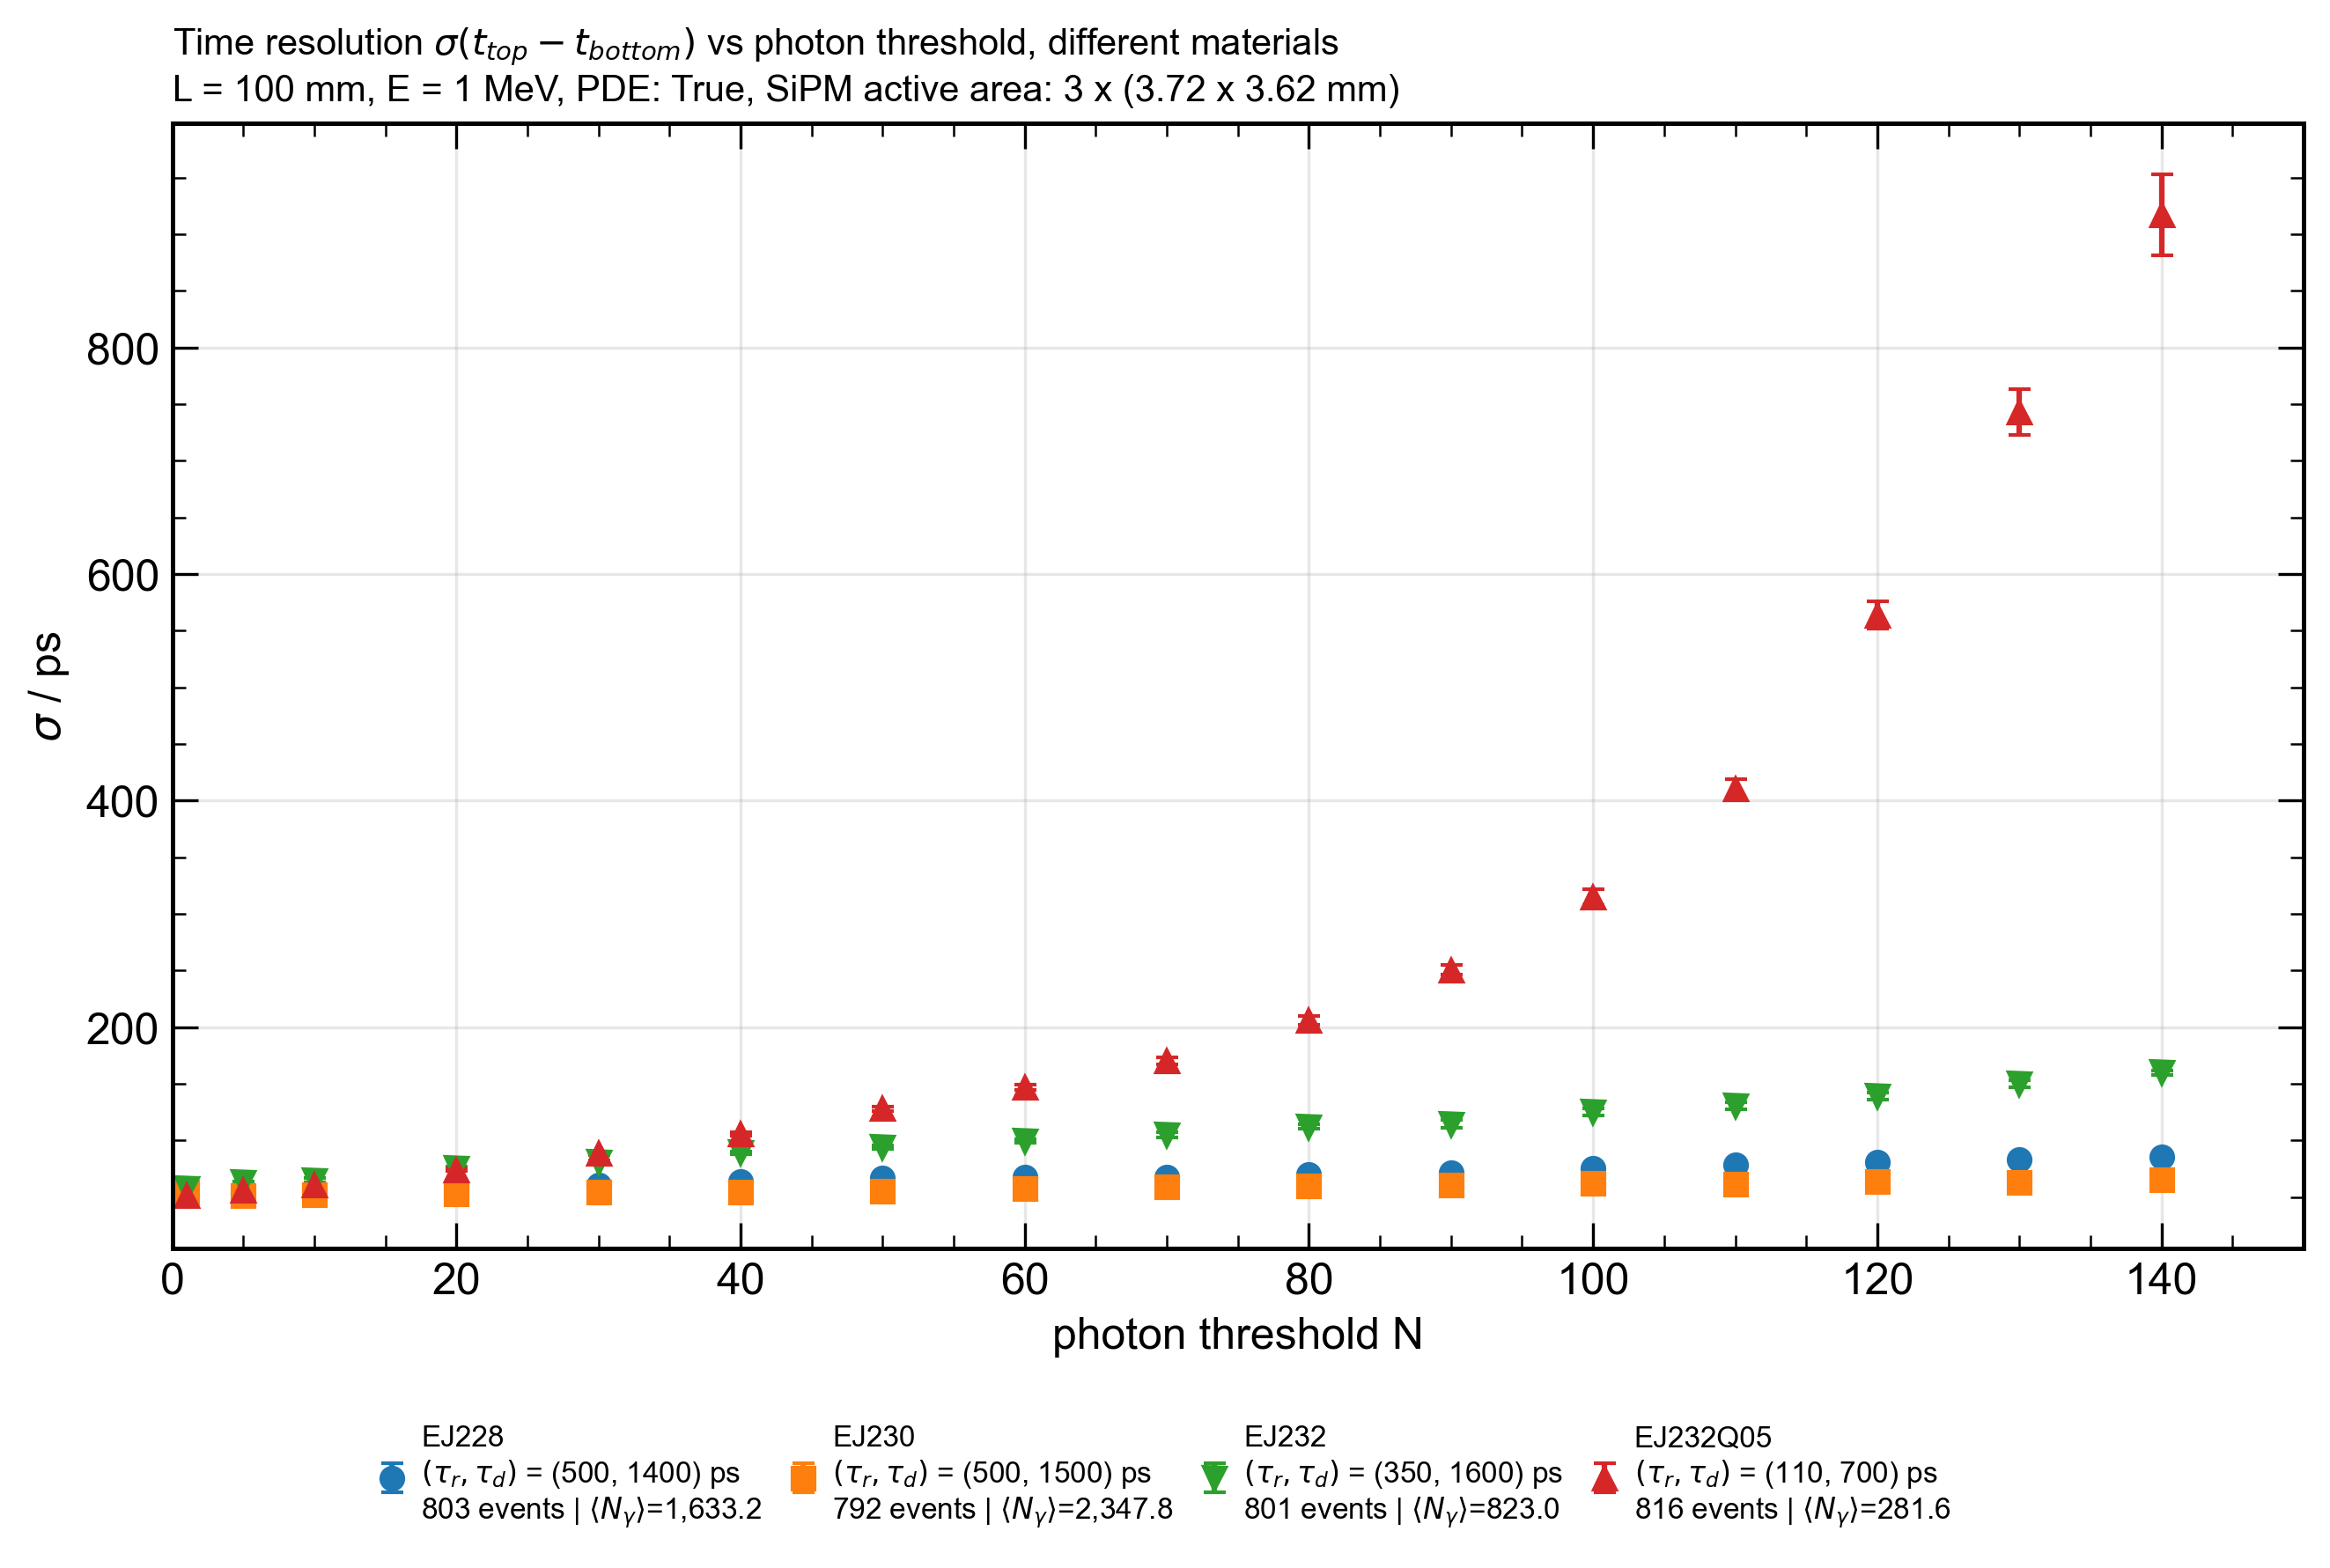 Time resolution σ(t_top − t_bottom) vs photon threshold, different materials
L = 100 mm, E = 1 MeV, PDE: True, SiPM active area: 3 x (3.72 x 3.62 mm)
800
600
400
200
σ / ps
0 20 40 60 80 100 120 140
photon threshold N
EJ228
(τ_r, τ_d) = (500, 1400) ps
803 events | ⟨N_γ⟩=1,633.2
EJ230
(τ_r, τ_d) = (500, 1500) ps
792 events | ⟨N_γ⟩=2,347.8
EJ232
(τ_r, τ_d) = (350, 1600) ps
801 events | ⟨N_γ⟩=823.0
EJ232Q05
(τ_r, τ_d) = (110, 700) ps
816 events | ⟨N_γ⟩=281.6